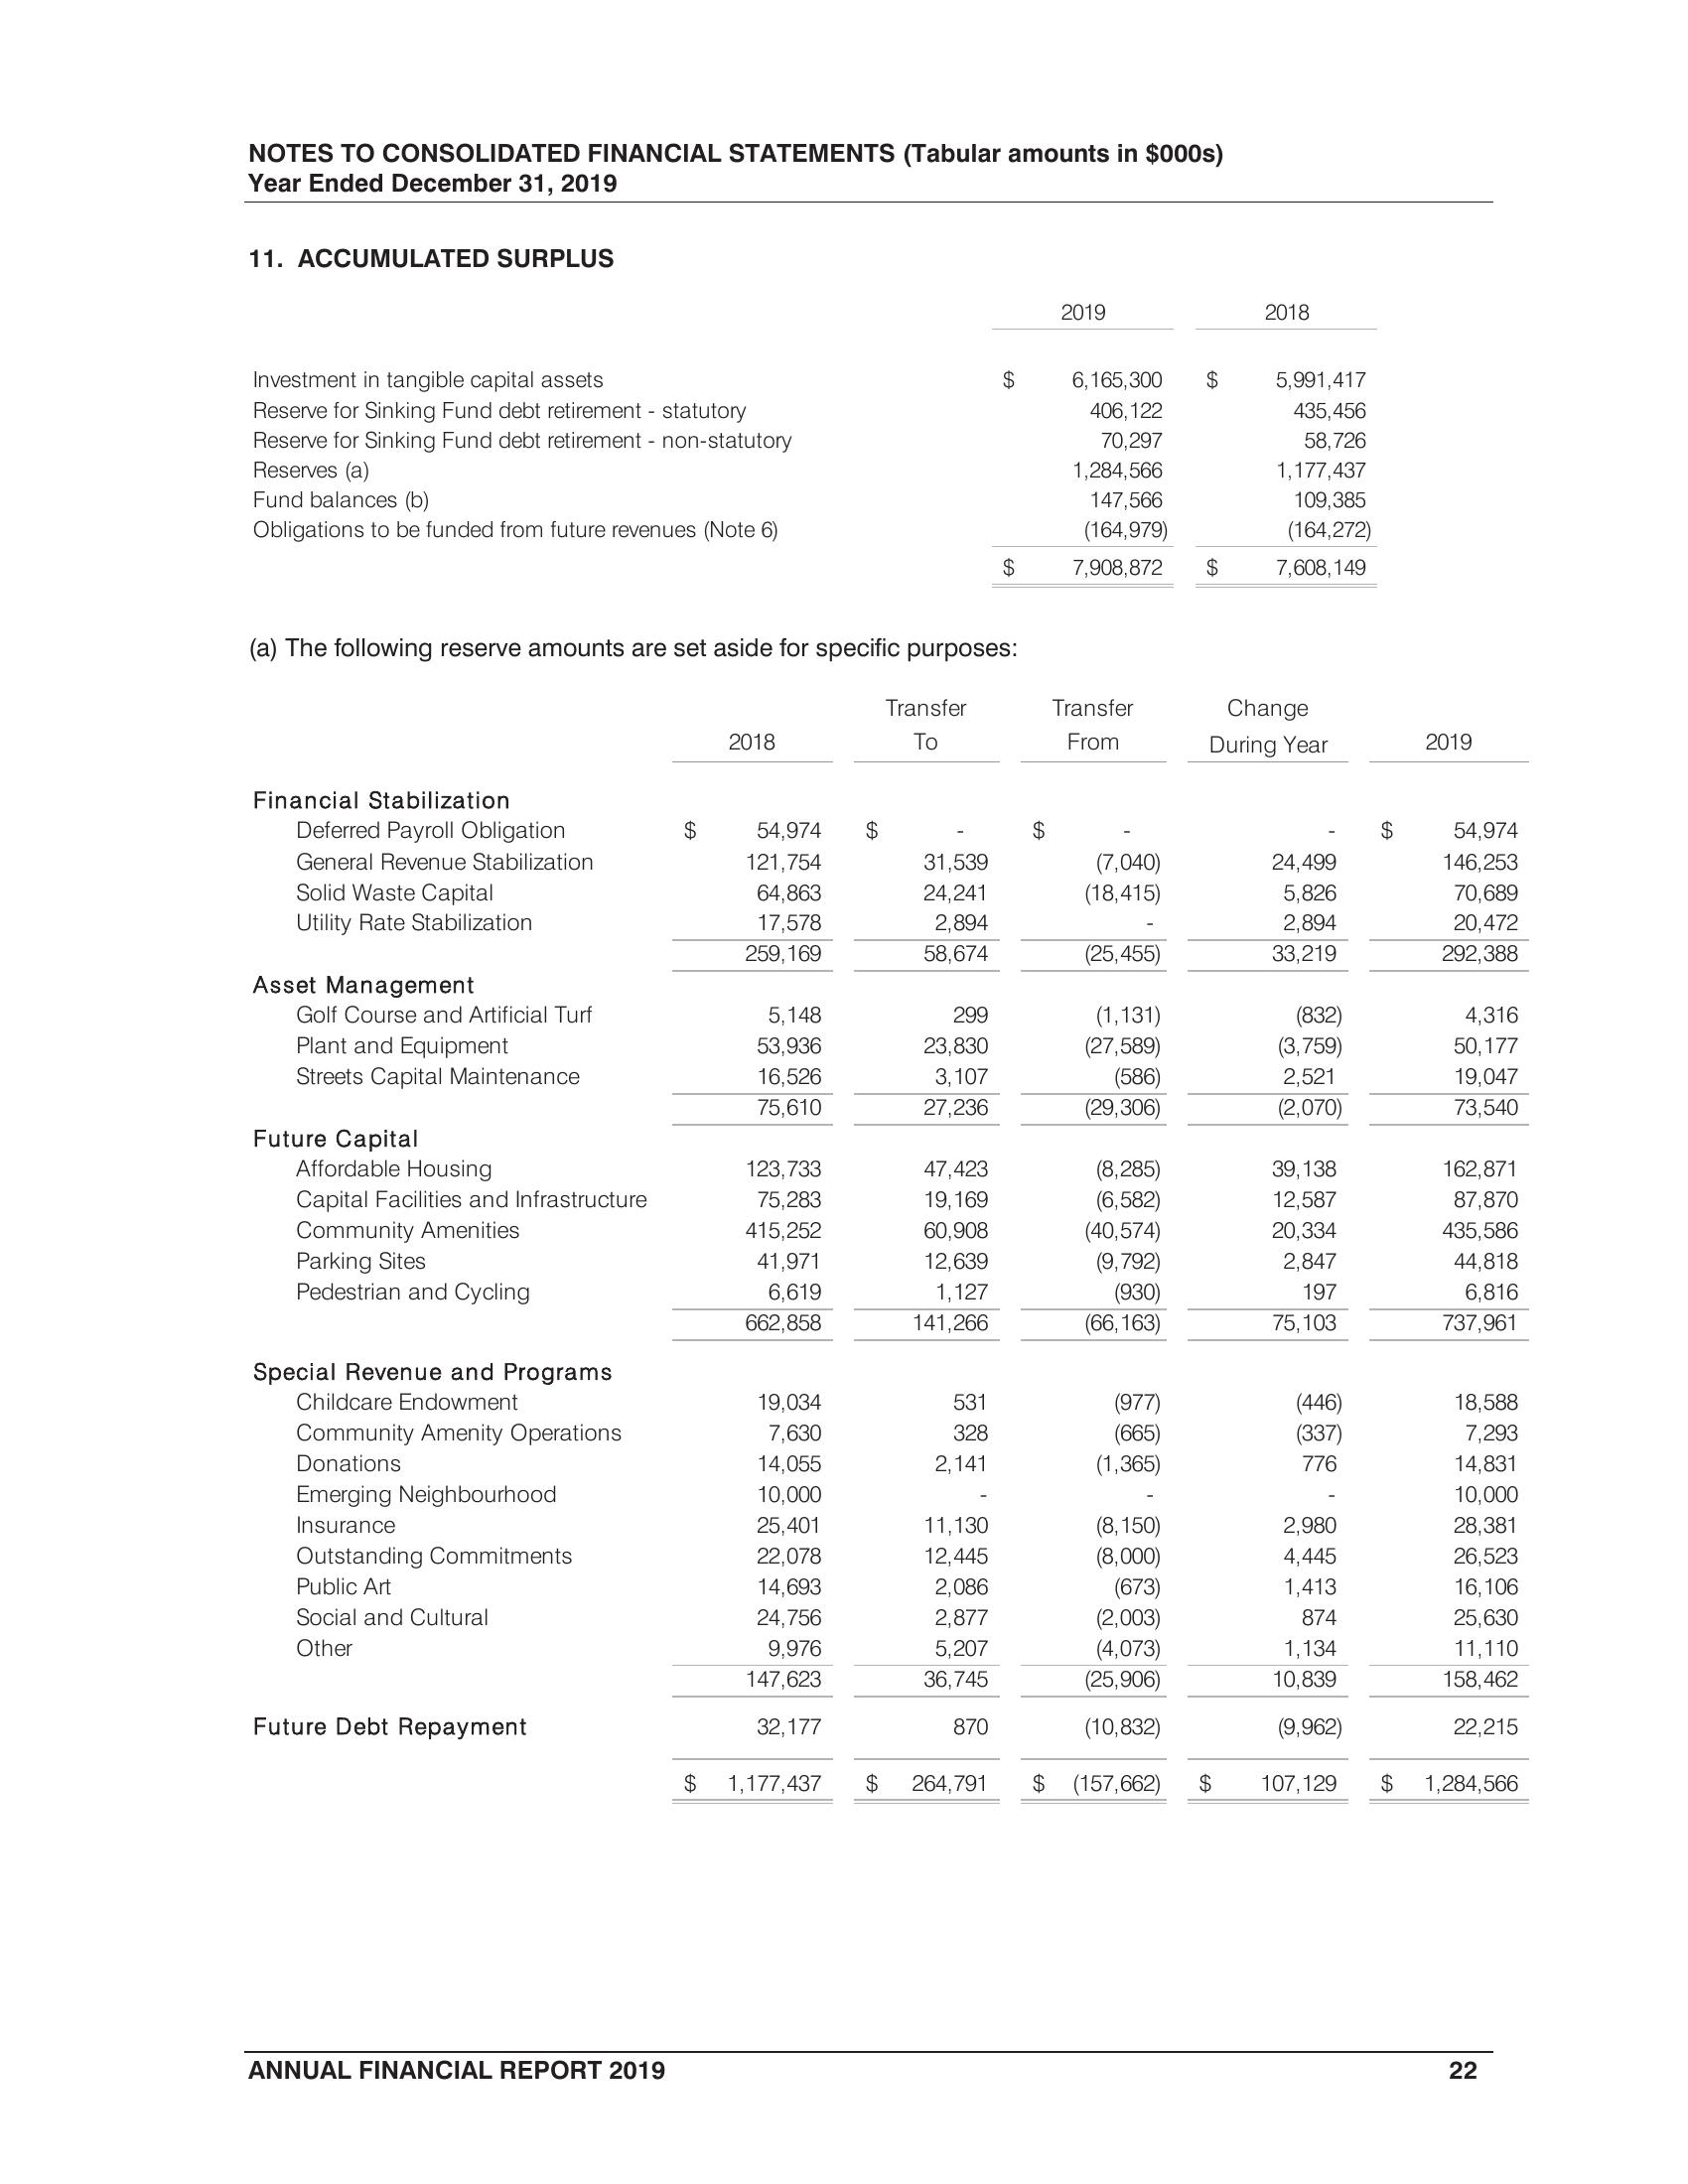 NOTES TO CONSOLIDATED FINANCIAL STATEMENTS (Tabular amounts in $000s)
Year Ended December 31, 2019
11. ACCUMULATED SURPLUS
2019 2018
Investment in tangible capital assets $ 6,165,300 $ 5,991,417
Reserve for Sinking Fund debt retirement - statutory 406,122 435,456
Reserve for Sinking Fund debt retirement - non-statutory 70,297 58,726
Reserves (a) 1,284,566 1,177,437
Fund balances (b) 147,566 109,385
Obligations to be funded from future revenues (Note 6) (164,979) (164,272)
$ 7,908,872 $ 7,608,149
(a) The following reserve amounts are set aside for specific purposes:
Transfer Transfer Change
2018 To From During Year 2019
Financial Stabilization
Deferred Payroll Obligation $ 54,974 $ - $ - - $ 54,974
General Revenue Stabilization 121,754 31,539 (7,040) 24,499 146,253
Solid Waste Capital 64,863 24,241 (18,415) 5,826 70,689
Utility Rate Stabilization 17,578 2,894 - 2,894 20,472
259,169 58,674 (25,455) 33,219 292,388
Asset Management
Golf Course and Artificial Turf 5,148 299 (1,131) (832) 4,316
Plant and Equipment 53,936 23,830 (27,589) (3,759) 50,177
Streets Capital Maintenance 16,526 3,107 (586) 2,521 19,047
75,610 27,236 (29,306) (2,070) 73,540
Future Capital
Affordable Housing 123,733 47,423 (8,285) 39,138 162,871
Capital Facilities and Infrastructure 75,283 19,169 (6,582) 12,587 87,870
Community Amenities 415,252 60,908 (40,574) 20,334 435,586
Parking Sites 41,971 12,639 (9,792) 2,847 44,818
Pedestrian and Cycling 6,619 1,127 (930) 197 6,816
662,858 141,266 (66,163) 75,103 737,961
Special Revenue and Programs
Childcare Endowment 19,034 531 (977) (446) 18,588
Community Amenity Operations 7,630 328 (665) (337) 7,293
Donations 14,055 2,141 (1,365) 776 14,831
Emerging Neighbourhood 10,000 - - - 10,000
Insurance 25,401 11,130 (8,150) 2,980 28,381
Outstanding Commitments 22,078 12,445 (8,000) 4,445 26,523
Public Art 14,693 2,086 (673) 1,413 16,106
Social and Cultural 24,756 2,877 (2,003) 874 25,630
Other 9,976 5,207 (4,073) 1,134 11,110
147,623 36,745 (25,906) 10,839 158,462
Future Debt Repayment 32,177 870 (10,832) (9,962) 22,215
$ 1,177,437 $ 264,791 $ (157,662) $ 107,129 $ 1,284,566
ANNUAL FINANCIAL REPORT 2019 22